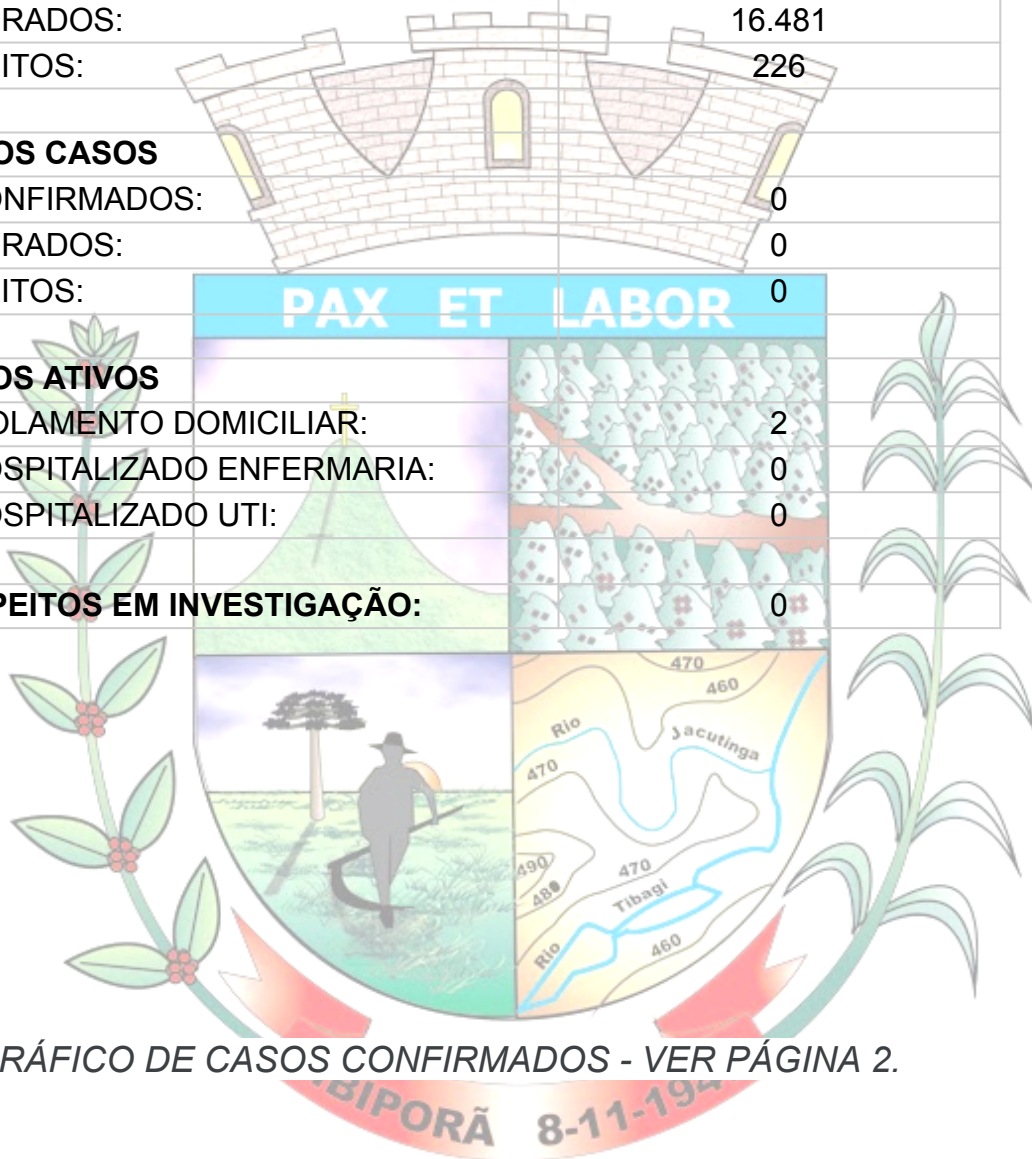 RADOS: 16.481
ITOS: 226
OS CASOS
ONFIRMADOS: 0
RADOS: 0
ITOS: 0
PAX ET LABOR
OS ATIVOS
OLAMENTO DOMICILIAR: 2
OSPITALIZADO ENFERMARIA: 0
OSPITALIZADO UTI: 0
PEITOS EM INVESTIGAÇÃO: 0
470
460
Rio Jacutinga
470
490
470
480
Rio Tibagi
460
RÁFICO DE CASOS CONFIRMADOS - VER PÁGINA 2.
IBIPORÃ 8-11-194